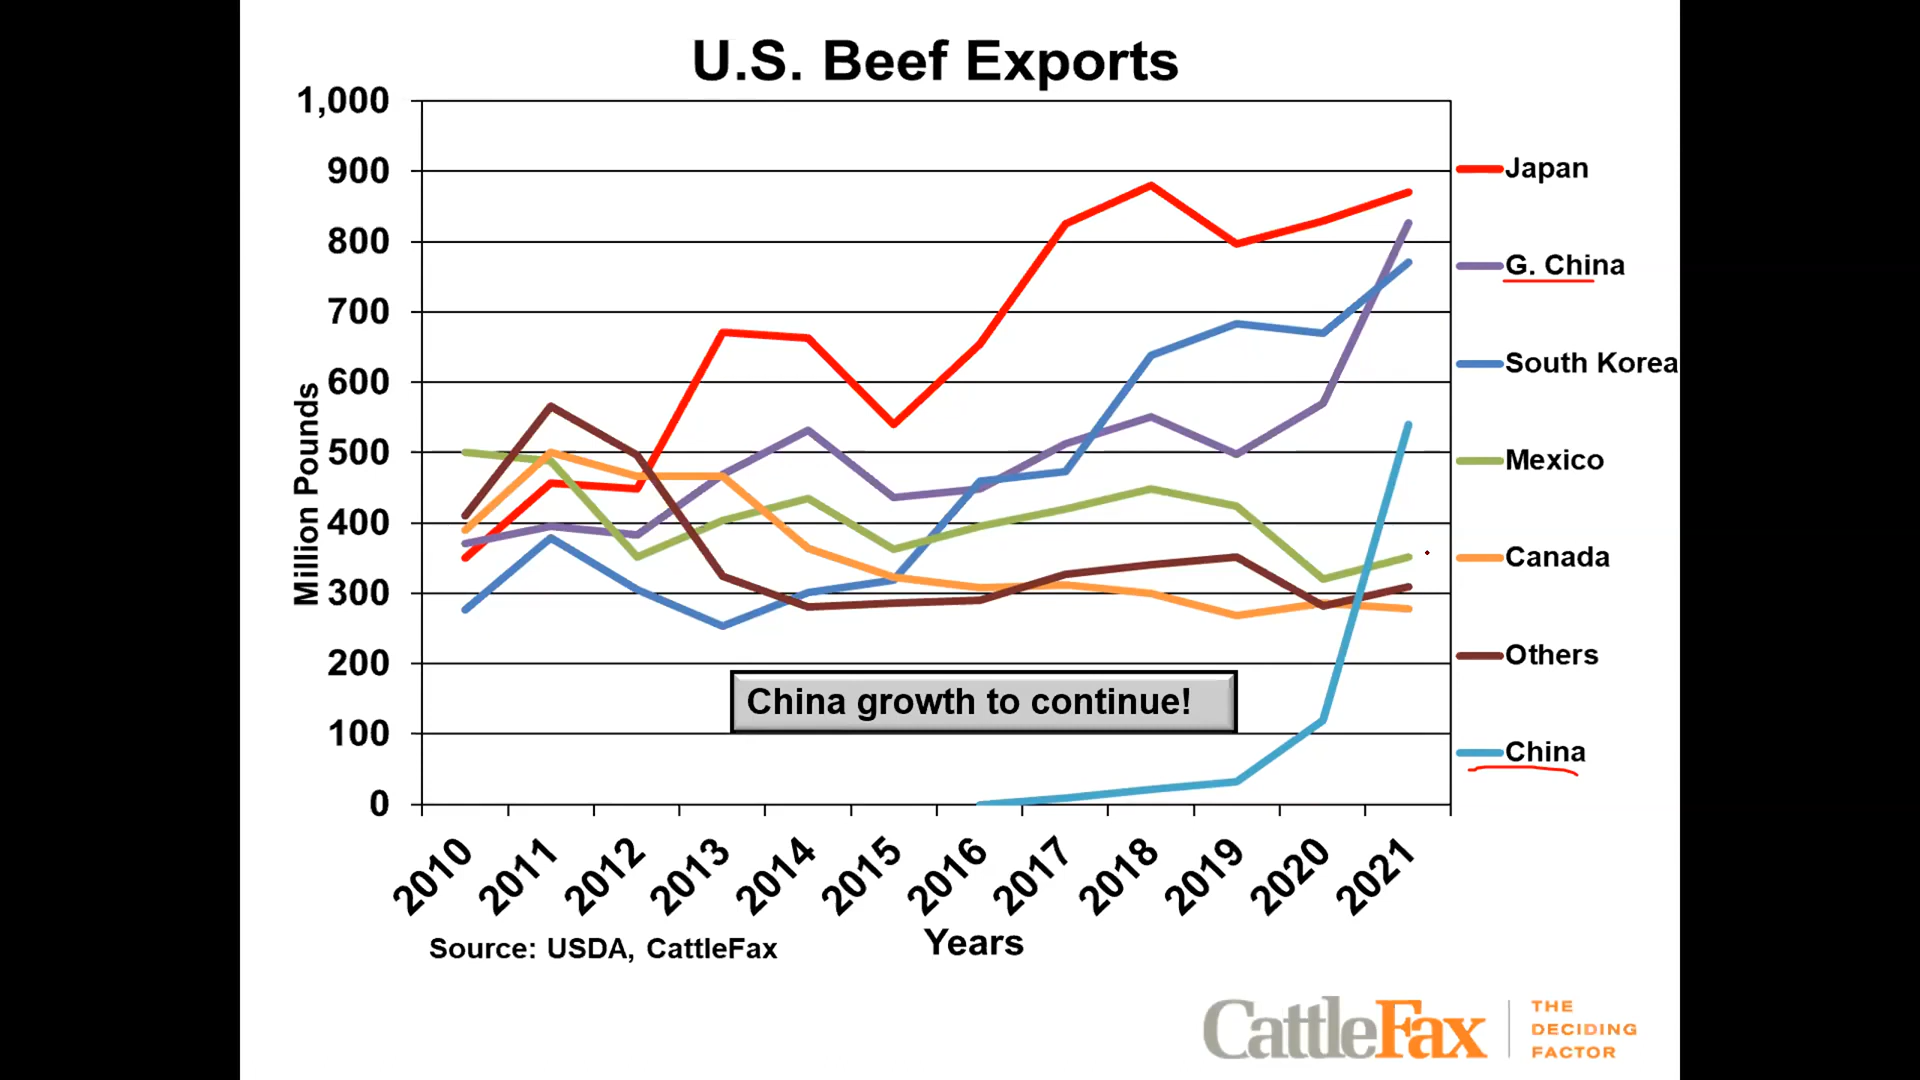 U.S. Beef Exports
1,000
900
800
700
600
500
400
300
200
100
0
Million Pounds
Japan
G. China
South Korea
Mexico
Canada
Others
China
China growth to continue!
2010
2011
2012
2013
2014
2015
2016
2017
2018
2019
2020
2021
Years
Source: USDA, CattleFax
CattleFax
THE
DECIDING
FACTOR